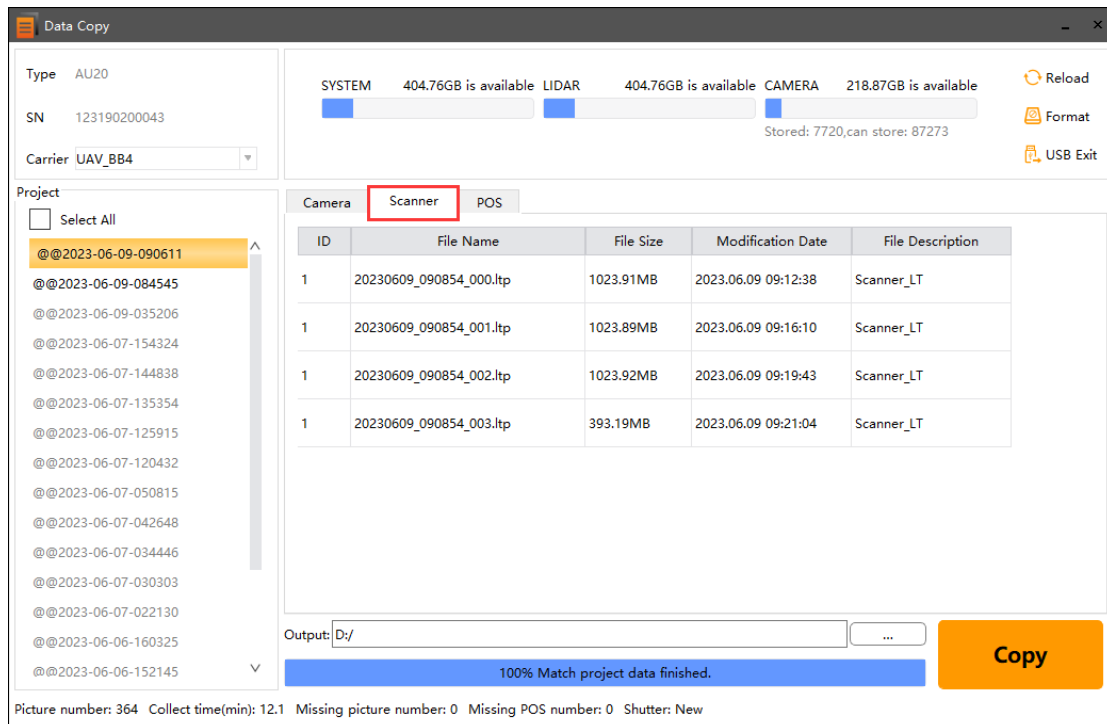 Data Copy
Type AU20
SN 123190200043
Carrier UAV_BB4
SYSTEM 404.76GB is available LIDAR 404.76GB is available CAMERA 218.87GB is available
Stored: 7720,can store: 87273
Reload
Format
USB Exit
Project
Select All
@@2023-06-09-090611
@@2023-06-09-084545
@@2023-06-09-035206
@@2023-06-07-154324
@@2023-06-07-144838
@@2023-06-07-135354
@@2023-06-07-125915
@@2023-06-07-120432
@@2023-06-07-050815
@@2023-06-07-042648
@@2023-06-07-034446
@@2023-06-07-030303
@@2023-06-07-022130
@@2023-06-06-160325
@@2023-06-06-152145
Camera Scanner POS
ID File Name File Size Modification Date File Description
1 20230609_090854_000.ltp 1023.91MB 2023.06.09 09:12:38 Scanner_LT
1 20230609_090854_001.ltp 1023.89MB 2023.06.09 09:16:10 Scanner_LT
1 20230609_090854_002.ltp 1023.92MB 2023.06.09 09:19:43 Scanner_LT
1 20230609_090854_003.ltp 393.19MB 2023.06.09 09:21:04 Scanner_LT
Output: D:/ ...
100% Match project data finished.
Copy
Picture number: 364 Collect time(min): 12.1 Missing picture number: 0 Missing POS number: 0 Shutter: New